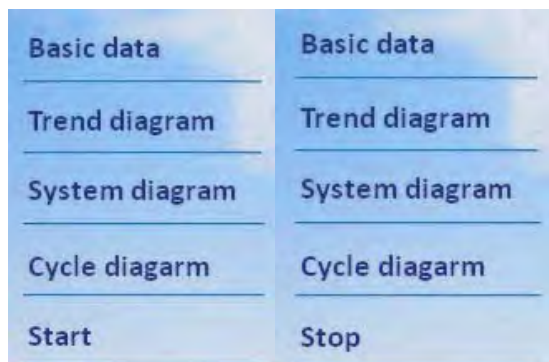 Basic data
Trend diagram
System diagram
Cycle diagarm
Start
Basic data
Trend diagram
System diagram
Cycle diagarm
Stop